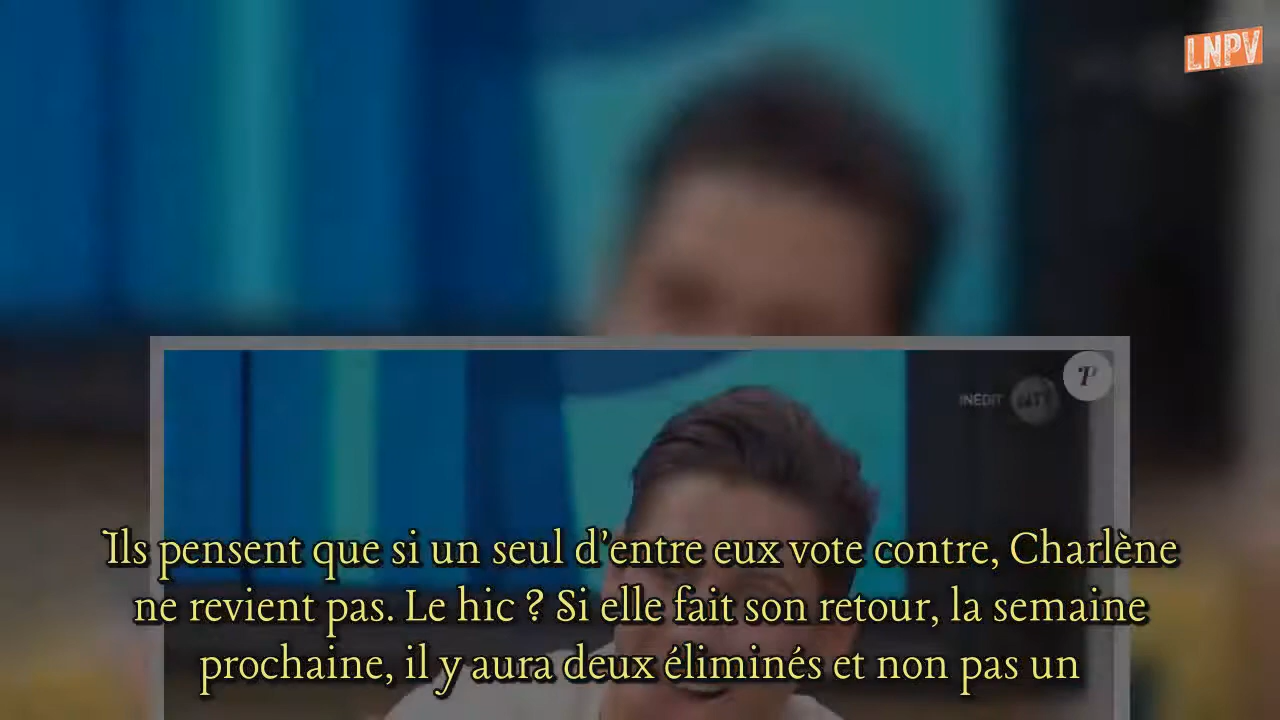 LNPV
P
INÉDIT
Ils pensent que si un seul d'entre eux vote contre, Charlène
ne revient pas. Le hic ? Si elle fait son retour, la semaine
prochaine, il y aura deux éliminés et non pas un